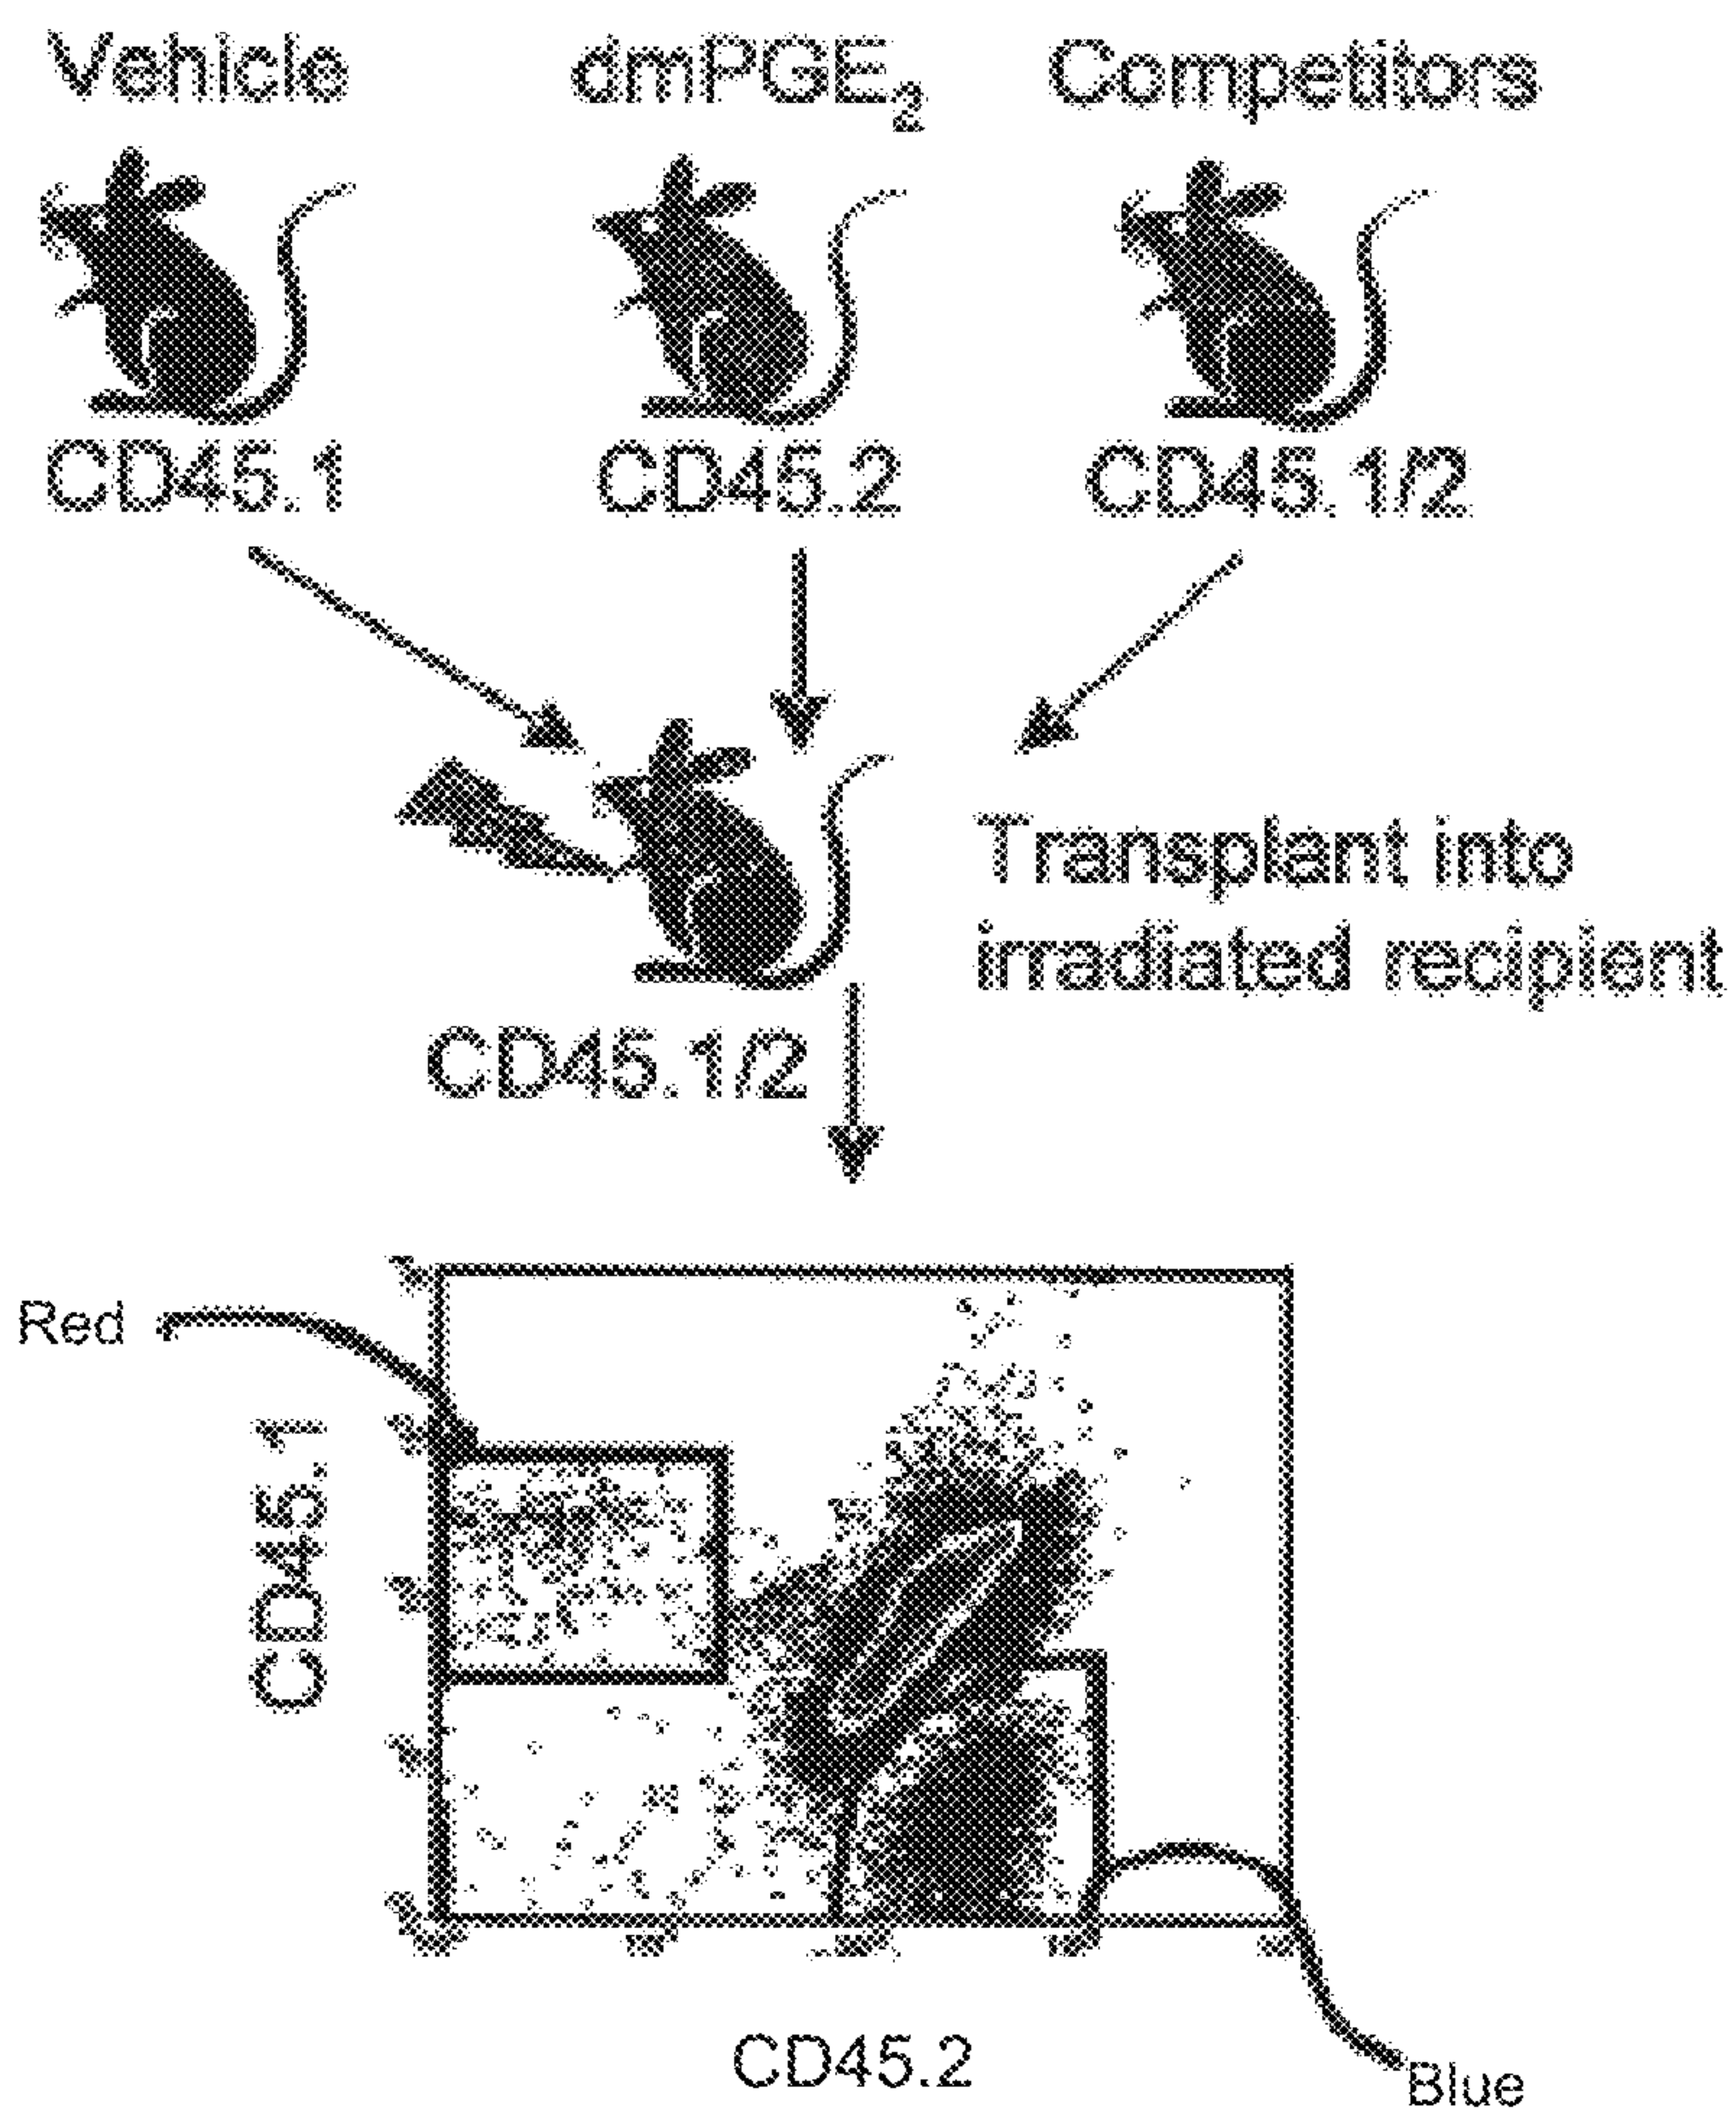 Vehicle dmPGE₂ Competitors
CD45.1 CD45.2 CD45.1/2
Transplant into
irradiated recipient
CD45.1/2
Red
CD45.1
CD45.2
Blue